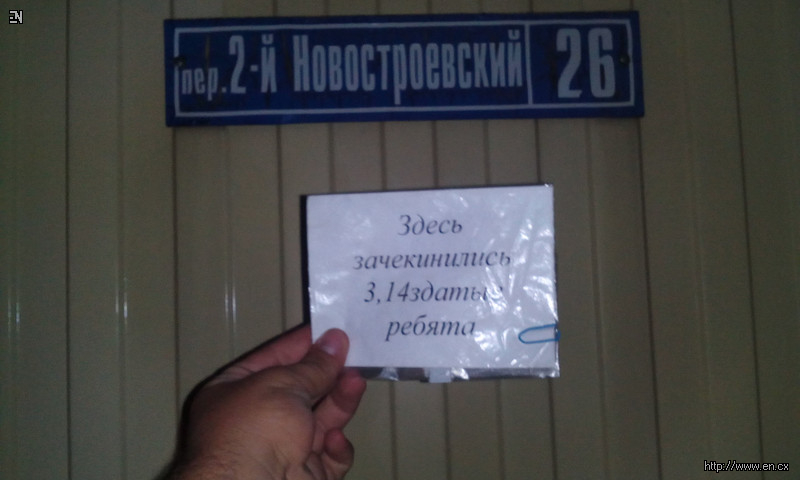 EN
пер. 2-й Новостроевский 26
Здесь
зачекинились
3,14здатые
ребята
http://www.en.cx